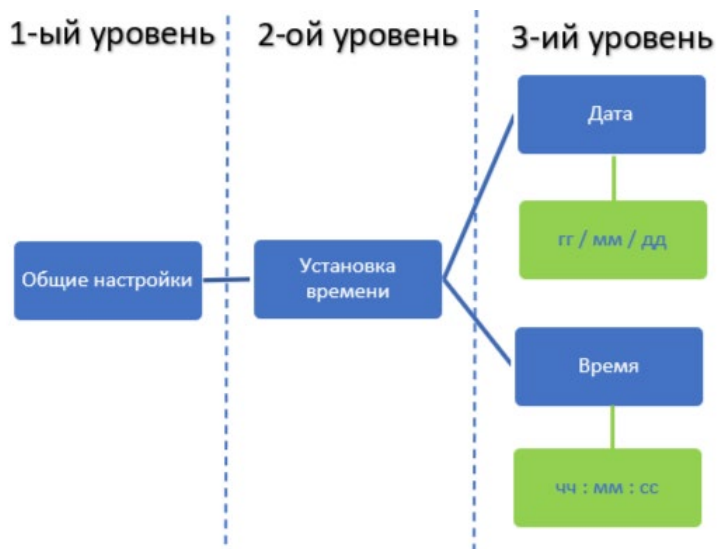 1-ый уровень
2-ой уровень
3-ий уровень
Общие настройки
Установка
времени
Дата
гг / мм / дд
Время
чч : мм : сс